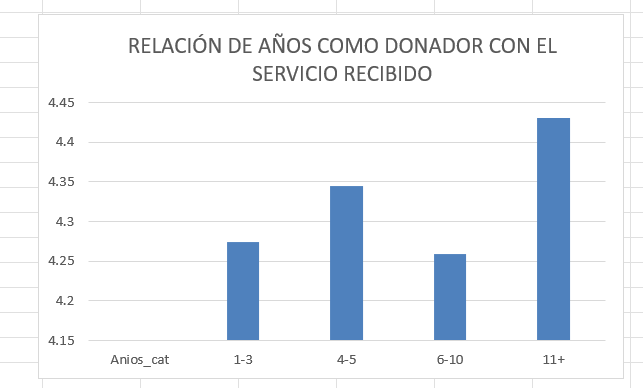 RELACIÓN DE AÑOS COMO DONADOR CON EL
SERVICIO RECIBIDO
4.45
4.4
4.35
4.3
4.25
4.2
4.15
Anios_cat 1-3 4-5 6-10 11+